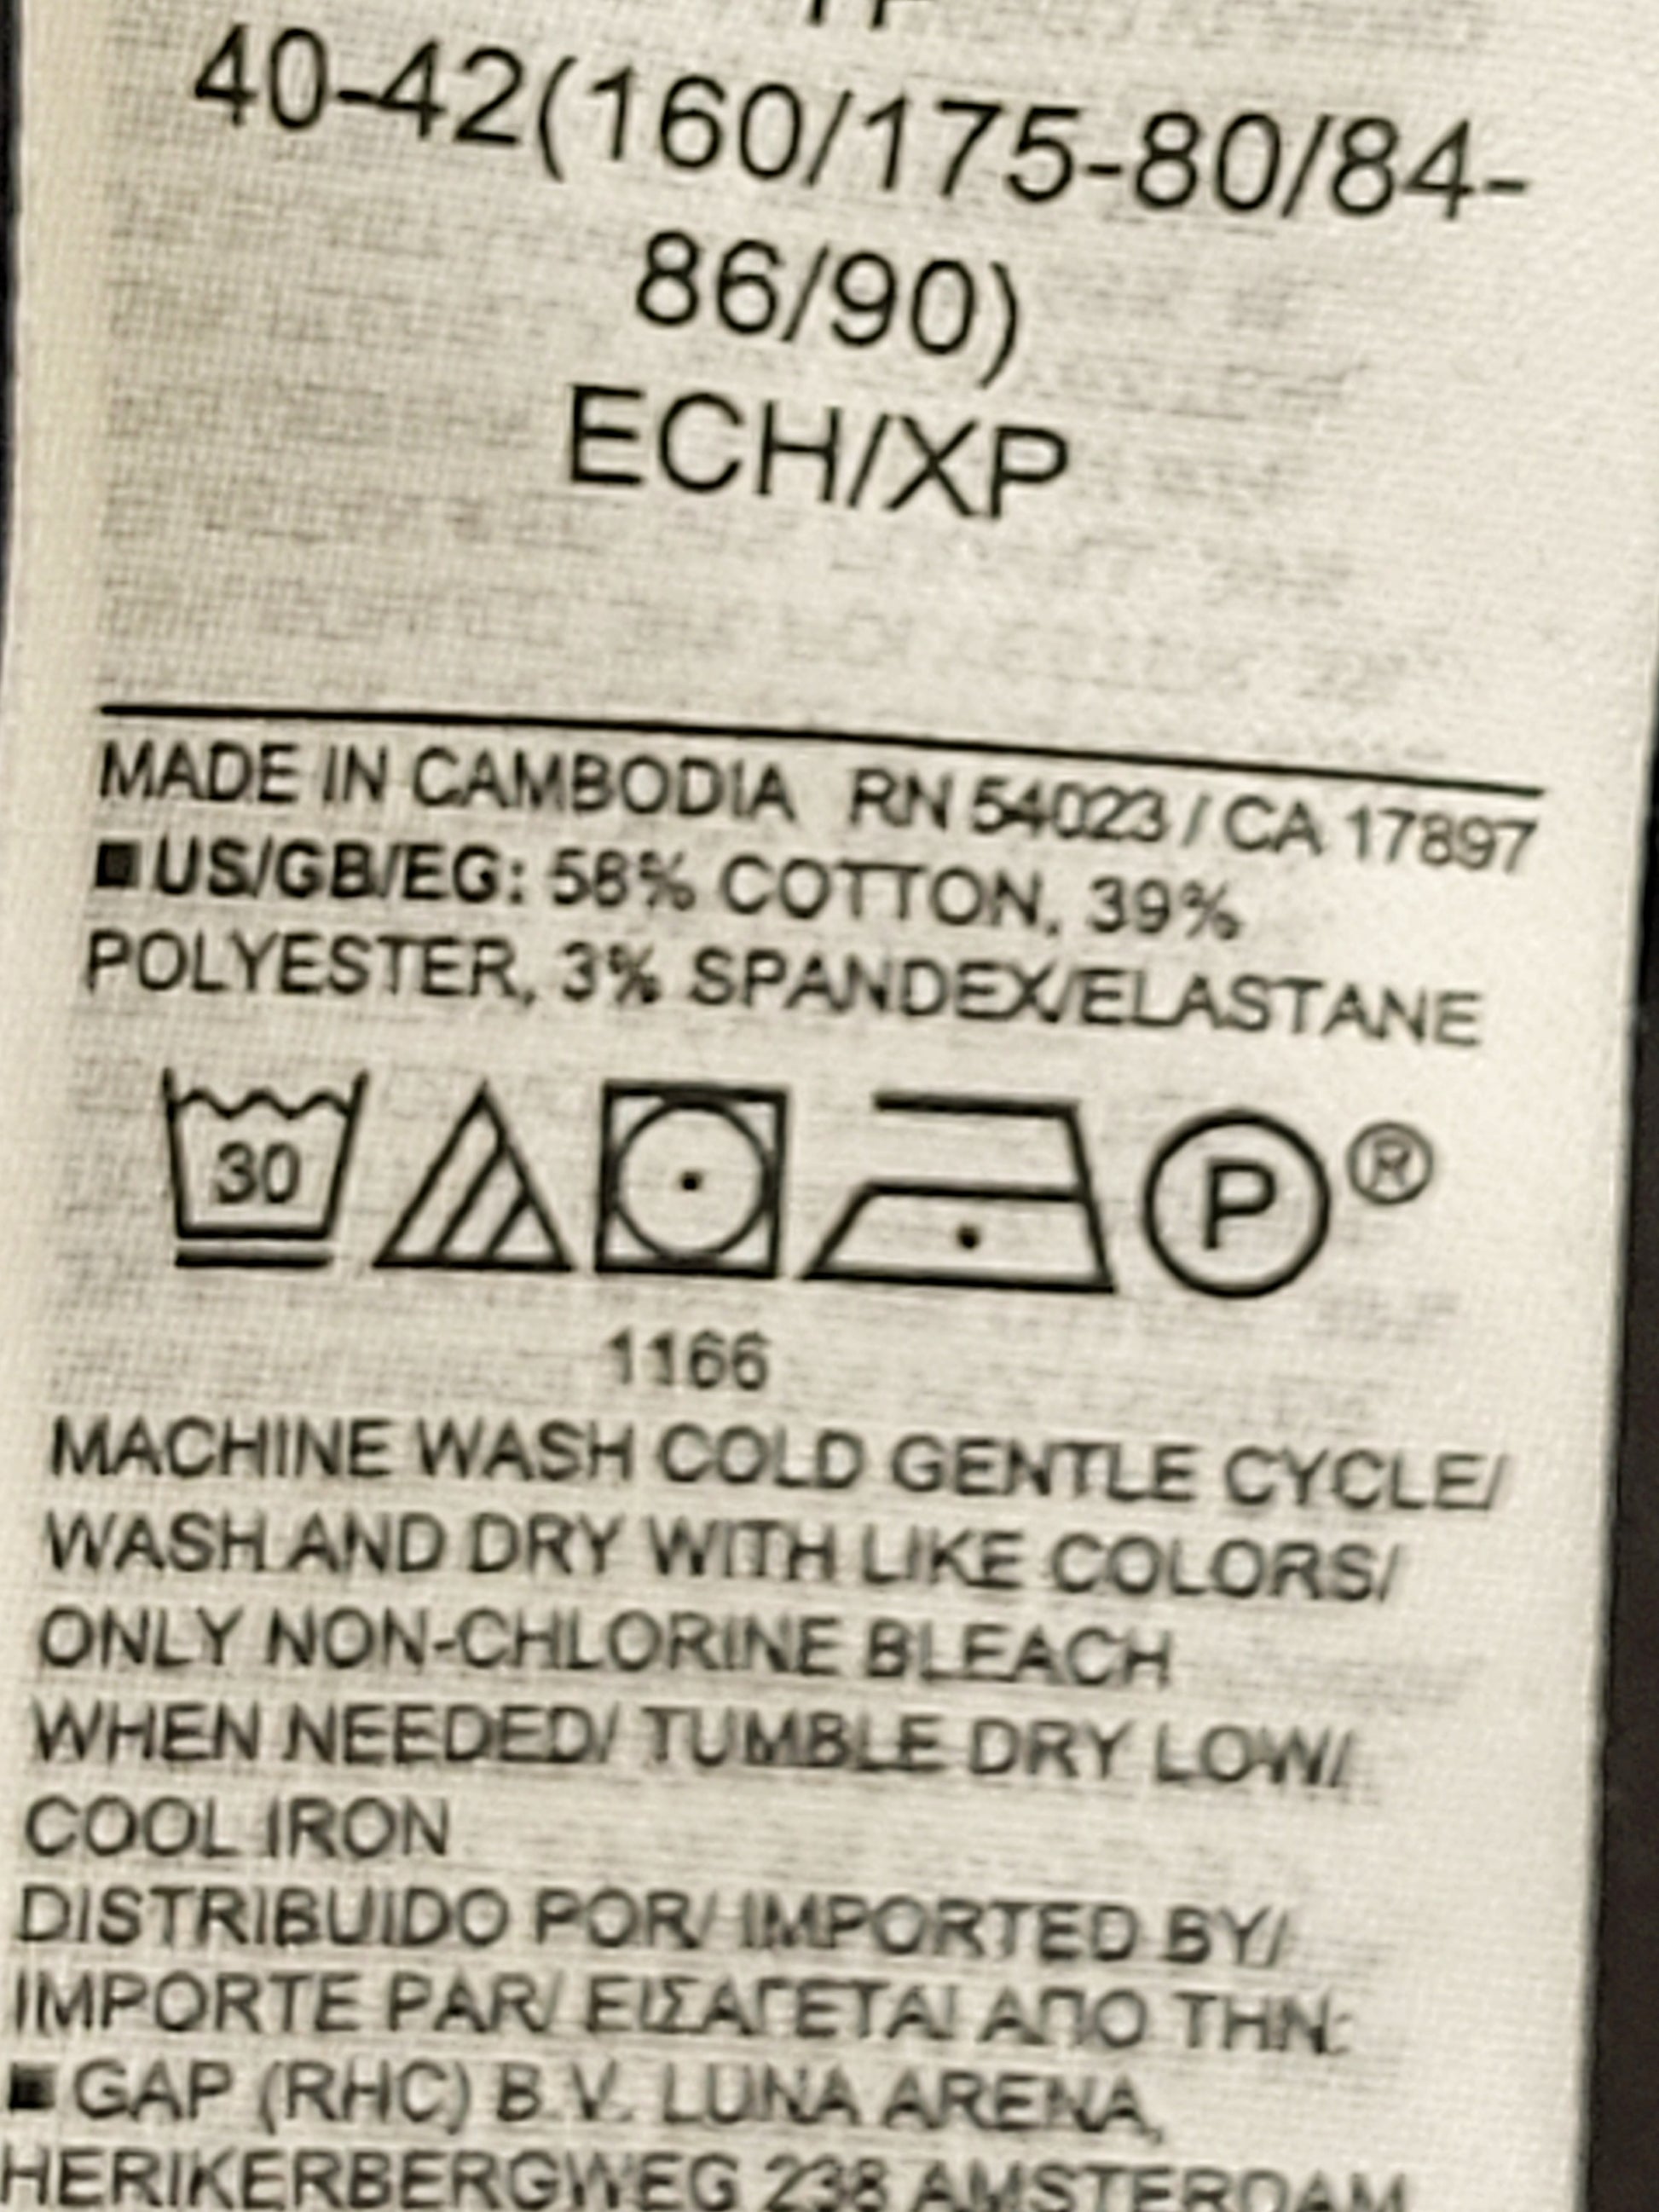 40-42(160/175-80/84-
86/90)
ECH/XP
MADE IN CAMBODIA RN 54023 / CA 17897
■US/GB/EG: 58% COTTON, 39%
POLYESTER, 3% SPANDEX/ELASTANE
30 P ®
1166
MACHINE WASH COLD GENTLE CYCLE/
WASH AND DRY WITH LIKE COLORS/
ONLY NON-CHLORINE BLEACH
WHEN NEEDED/ TUMBLE DRY LOW/
COOL IRON
DISTRIBUIDO POR/ IMPORTED BY/
IMPORTE PAR/ ΕΙΣΑΓΕΤΑΙ ΑΠΟ ΤΗΝ:
■ GAP (RHC) B.V. LUNA ARENA,
HERIKERBERGWEG 238 AMSTERDAM